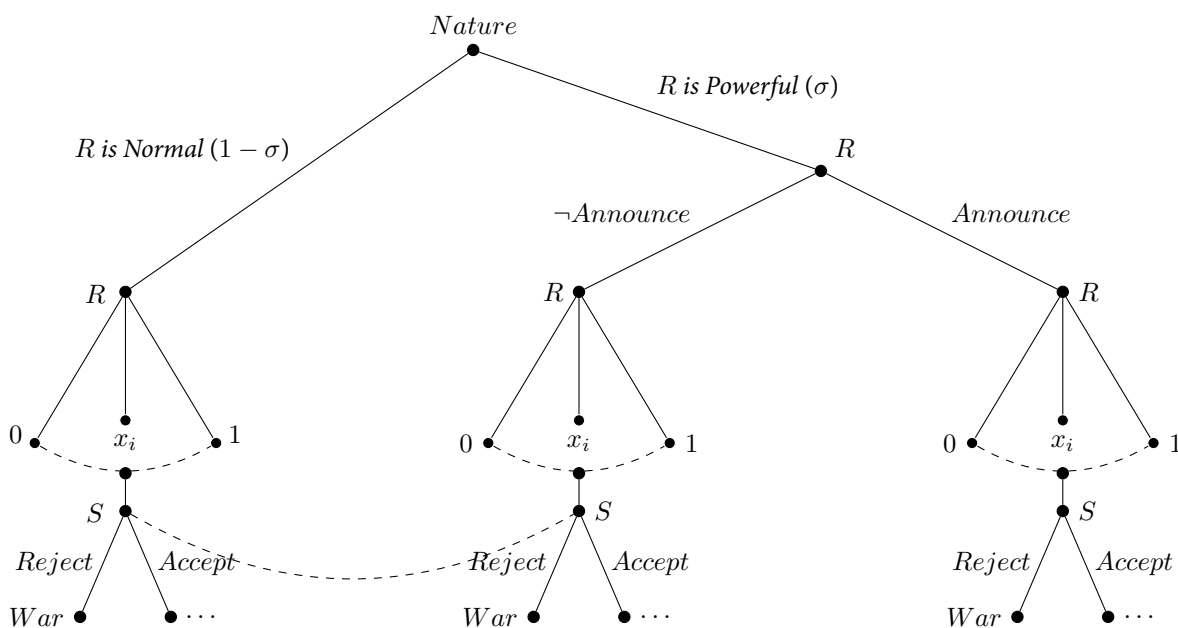 Nature
R is Powerful (σ)
R is Normal (1 − σ)
R
¬Announce
Announce
R
R
R
0
x_i
1
0
x_i
1
0
x_i
1
S
S
S
Reject
Accept
Reject
Accept
Reject
Accept
War
···
War
···
War
···